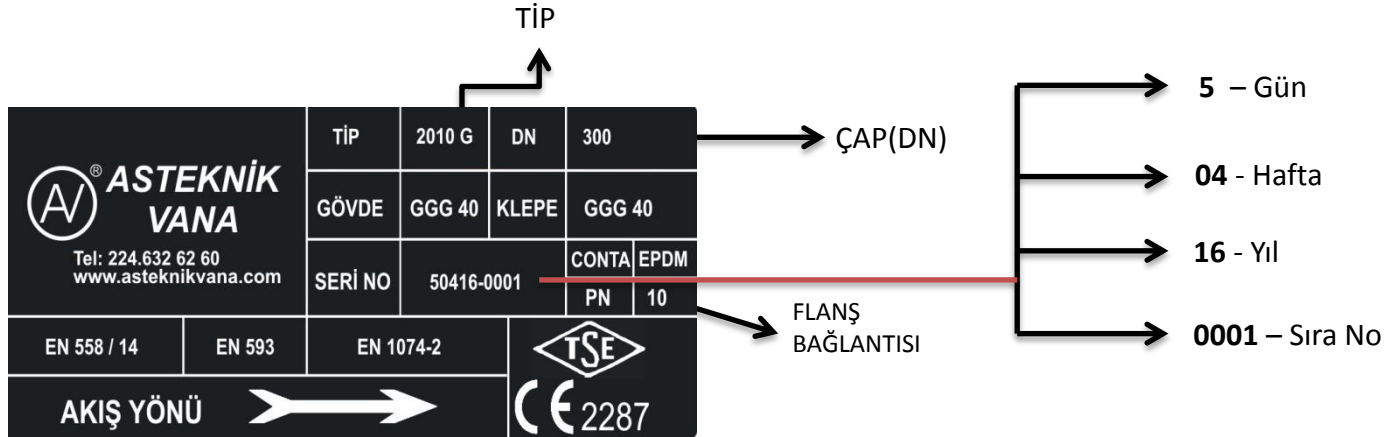 TİP
® ASTEKNİK
VANA
Tel: 224.632 62 60
www.asteknikvana.com
TİP 2010 G DN 300
GÖVDE GGG 40 KLEPE GGG 40
SERİ NO 50416-0001 CONTA EPDM
PN 10
EN 558 / 14 EN 593 EN 1074-2
TSE
AKIŞ YÖNÜ
CE 2287
ÇAP(DN)
FLANŞ
BAĞLANTISI
5 – Gün
04 - Hafta
16 - Yıl
0001 – Sıra No